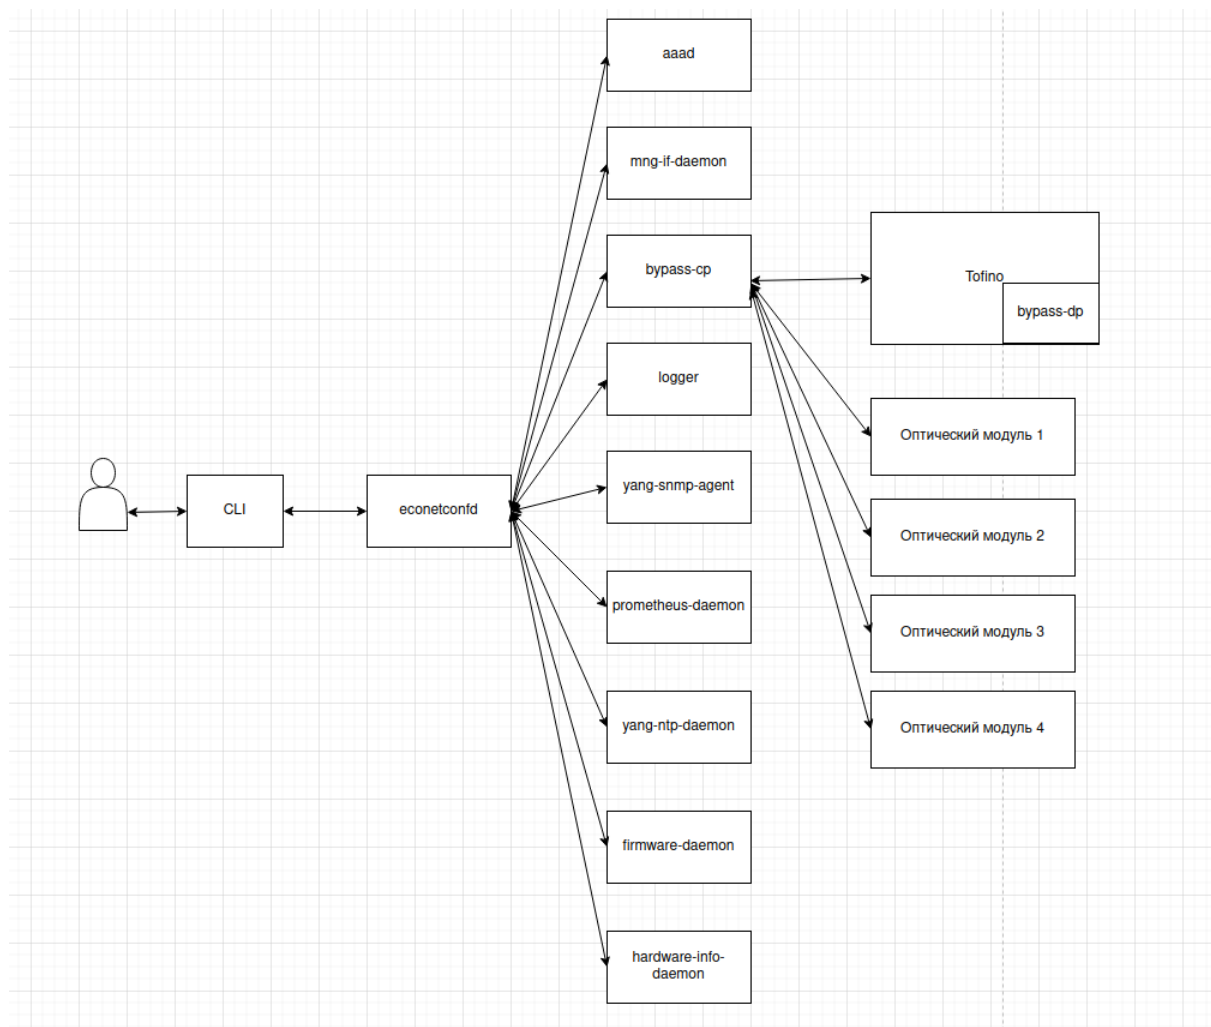 aaad
mng-if-daemon
bypass-cp
Tofino
bypass-dp
logger
Оптический модуль 1
CLI
econetconfd
yang-snmp-agent
Оптический модуль 2
prometheus-daemon
Оптический модуль 3
yang-ntp-daemon
Оптический модуль 4
firmware-daemon
hardware-info-
daemon